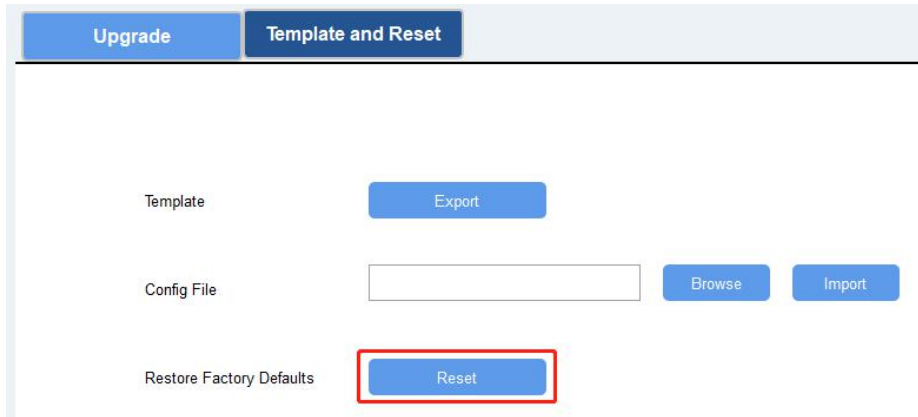 Upgrade
Template and Reset
Template
Export
Config File
Browse
Import
Restore Factory Defaults
Reset